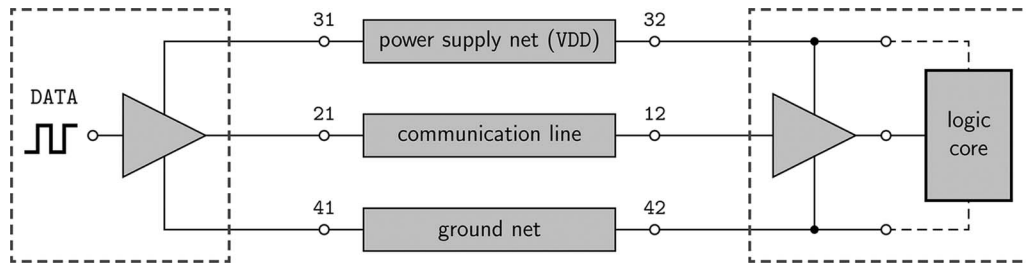 31
power supply net (VDD)
32
DATA
21
communication line
12
logic
core
41
ground net
42